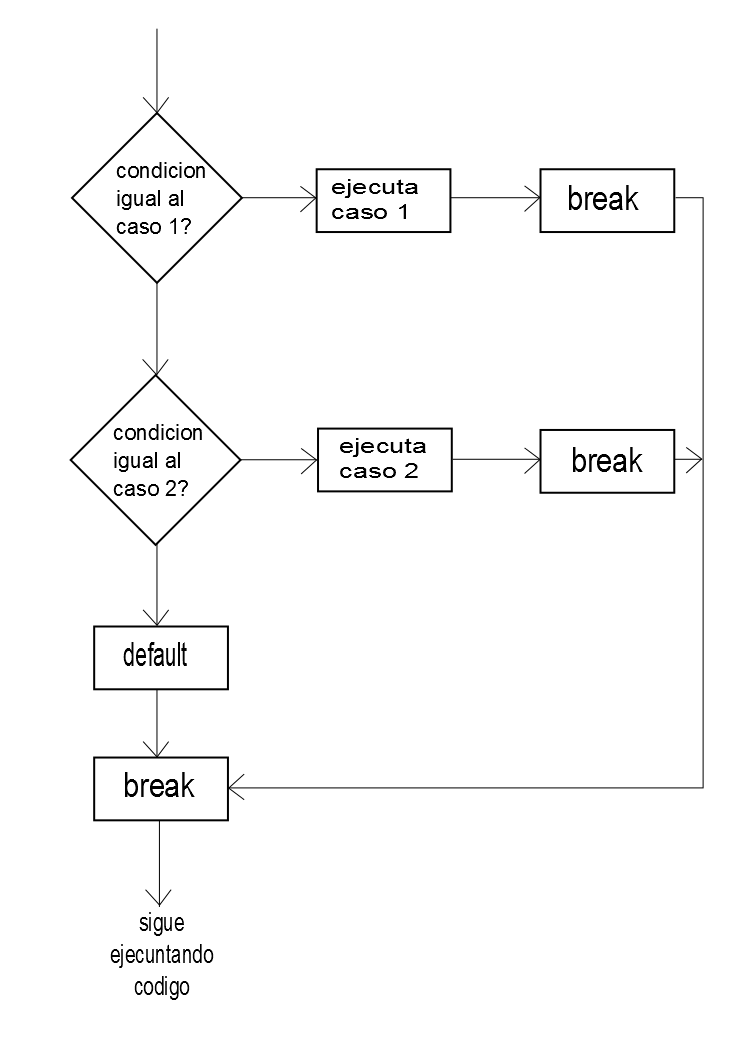 condicion
igual al
caso 1?
ejecuta
caso 1
break
condicion
igual al
caso 2?
ejecuta
caso 2
break
default
break
sigue
ejecuntando
codigo